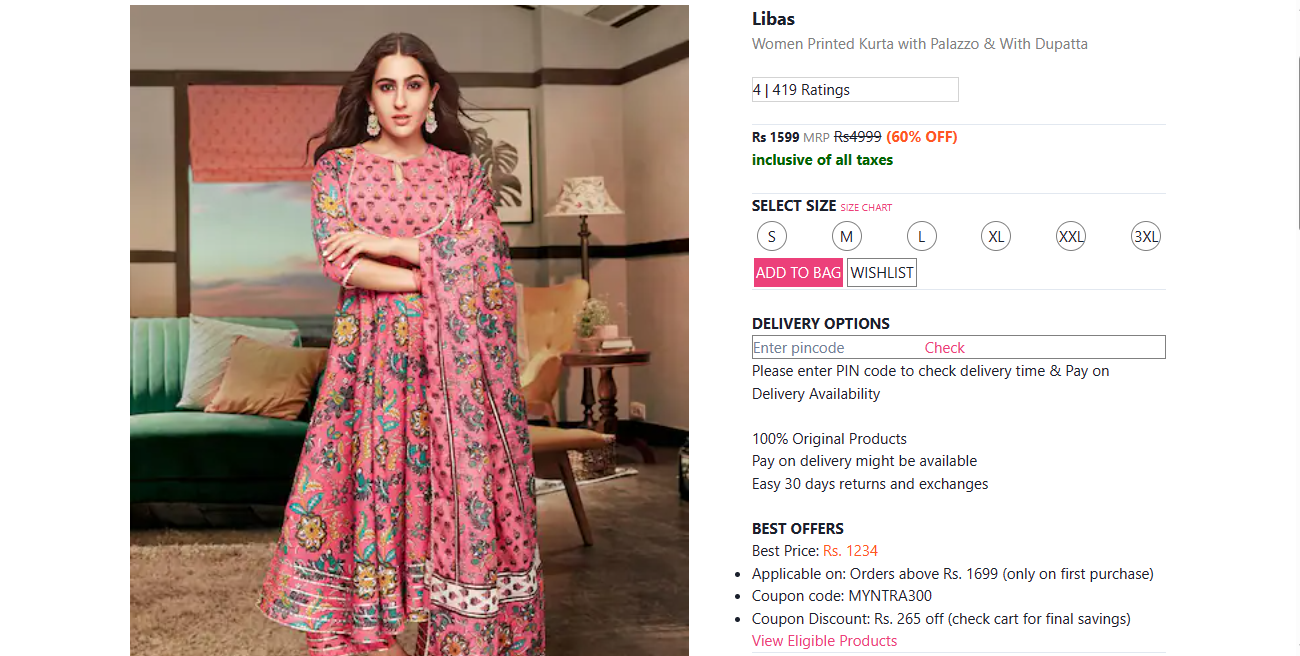 Libas
Women Printed Kurta with Palazzo & With Dupatta
4 | 419 Ratings
Rs 1599 MRP Rs4999 (60% OFF)
inclusive of all taxes
SELECT SIZE SIZE CHART
S M L XL XXL 3XL
ADD TO BAG WISHLIST
DELIVERY OPTIONS
Enter pincode Check
Please enter PIN code to check delivery time & Pay on
Delivery Availability
100% Original Products
Pay on delivery might be available
Easy 30 days returns and exchanges
BEST OFFERS
Best Price: Rs. 1234
• Applicable on: Orders above Rs. 1699 (only on first purchase)
• Coupon code: MYNTRA300
• Coupon Discount: Rs. 265 off (check cart for final savings)
View Eligible Products